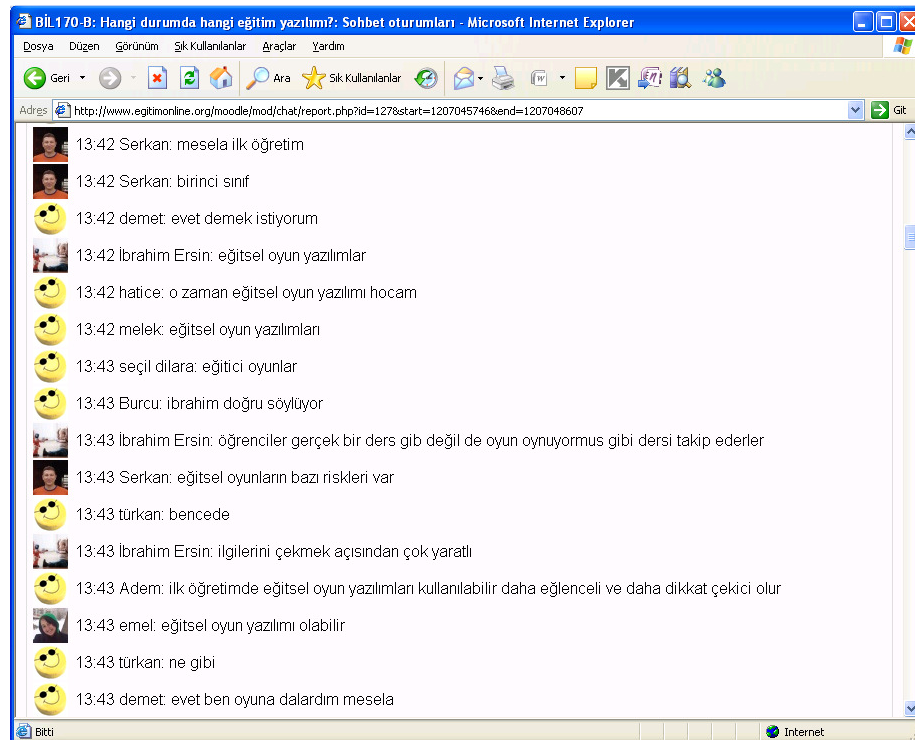 BİL170-B: Hangi durumda hangi eğitim yazılımı?: Sohbet oturumları - Microsoft Internet Explorer
Dosya Düzen Görünüm Sık Kullanılanlar Araçlar Yardım
Geri Ara Sık Kullanılanlar
Adres http://www.egitimonline.org/moodle/mod/chat/report.php?id=127&start=1207045746&end=1207048607 Git
13:42 Serkan: mesela ilk öğretim
13:42 Serkan: birinci sınıf
13:42 demet: evet demek istiyorum
13:42 İbrahim Ersin: eğitsel oyun yazılımlar
13:42 hatice: o zaman eğitsel oyun yazılımı hocam
13:42 melek: eğitsel oyun yazılımları
13:43 seçil dilara: eğitici oyunlar
13:43 Burcu: ibrahim doğru söylüyor
13:43 İbrahim Ersin: öğrenciler gerçek bir ders gib değil de oyun oynuyormus gibi dersi takip ederler
13:43 Serkan: eğitsel oyunların bazı riskleri var
13:43 türkan: bencede
13:43 İbrahim Ersin: ilgilerini çekmek açısından çok yaratlı
13:43 Adem: ilk öğretimde eğitsel oyun yazılımları kullanılabilir daha eğlenceli ve daha dikkat çekici olur
13:43 emel: eğitsel oyun yazılımı olabilir
13:43 türkan: ne gibi
13:43 demet: evet ben oyuna dalardım mesela
Bitti Internet